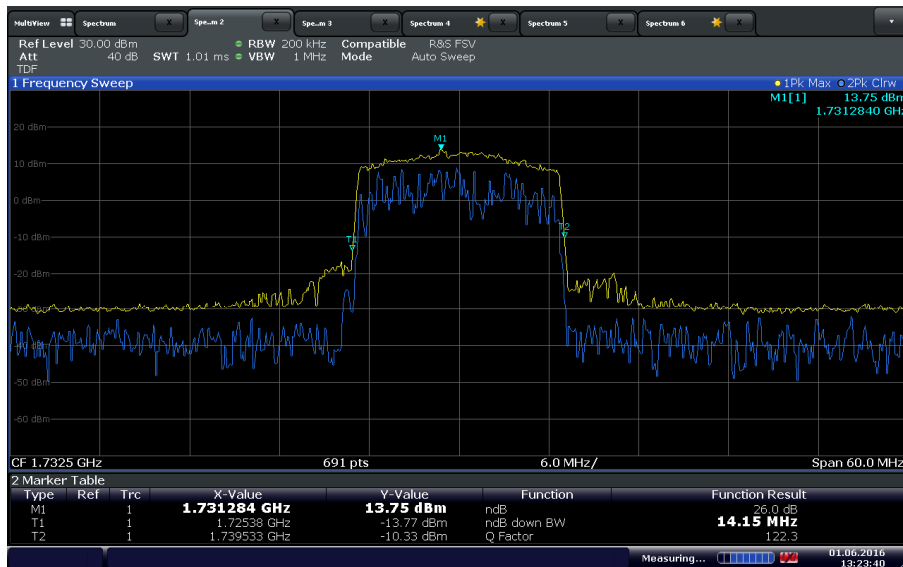 MultiView Spectrum X Spe...m 2 X Spe...m 3 X Spectrum 4 X Spectrum 5 X Spectrum 6 X
Ref Level 30.00 dBm RBW 200 kHz Compatible R&S FSV
Att 40 dB SWT 1.01 ms VBW 1 MHz Mode Auto Sweep
TDF
1 Frequency Sweep 1Pk Max 2Pk Clrw
M1[1] 13.75 dBm
1.7312840 GHz
20 dBm
M1
10 dBm
0 dBm
T2
-10 dBm
T1
-20 dBm
-50 dBm
-60 dBm
CF 1.7325 GHz 691 pts 6.0 MHz/ Span 60.0 MHz
2 Marker Table
Type Ref Trc X-Value Y-Value Function Function Result
M1 1 1.731284 GHz 13.75 dBm ndB 26.0 dB
T1 1 1.72538 GHz -13.77 dBm ndB down BW 14.15 MHz
T2 1 1.739533 GHz -10.33 dBm Q Factor 122.3
Measuring... 01.06.2016
13:23:40